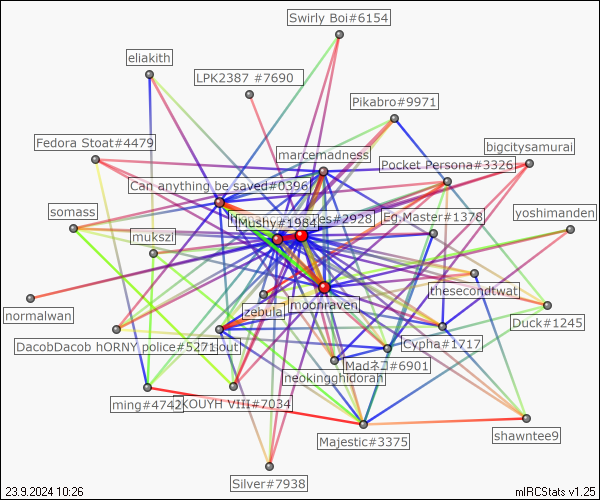 Swirly Boi#6154
eliakith
LPK2387 #7690
Pikabro#9971
Fedora Stoat#4479
bigcitysamurai
marcemadness
Pocket Persona#3326
Can anything be saved#0396
somass
yoshimanden
Mushy#1984
es#2928
Eg.Master#1378
mukszi
thesecondtwat
moonraven
zebula
normalwan
Duck#1245
DacobDacob hORNY police#5271
iout
Cypha#1717
Madネコ#6901
neokingghidorah
ming#4742
KOUYH VIII#7034
shawntee9
Majestic#3375
Silver#7938
23.9.2024 10:26
mIRCStats v1.25